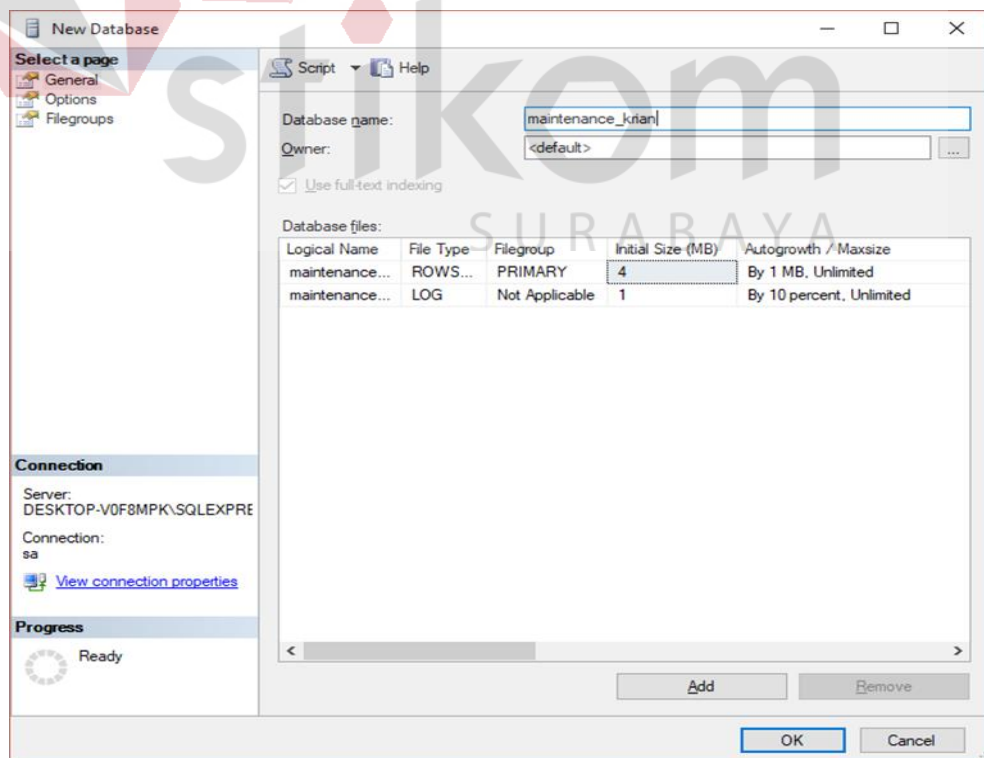 New Database
Select a page
General
Options
Filegroups
Script Help
Database name: maintenance_krian
Owner: <default> ...
Use full-text indexing
Database files:
Logical Name File Type Filegroup Initial Size (MB) Autogrowth / Maxsize
maintenance... ROWS... PRIMARY 4 By 1 MB, Unlimited
maintenance... LOG Not Applicable 1 By 10 percent, Unlimited
Connection
Server:
DESKTOP-V0F8MPK\SQLEXPRE
Connection:
sa
View connection properties
Progress
Ready
Add Remove
OK Cancel
stikom
SURABAYA